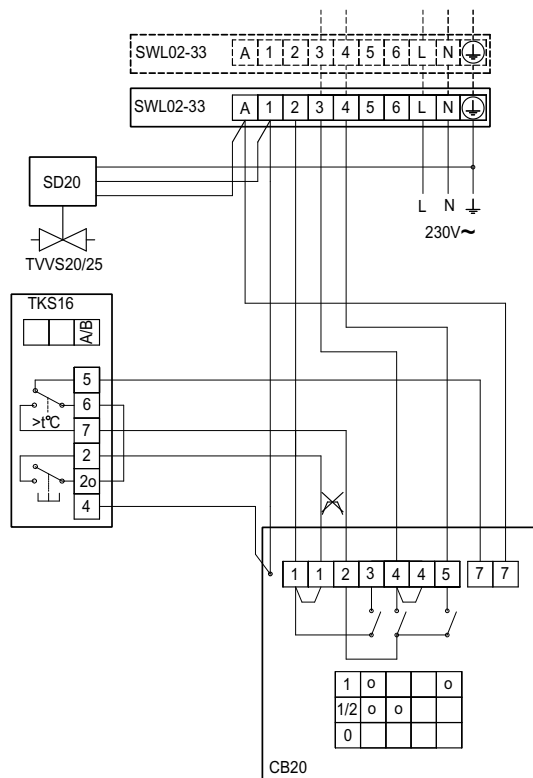 SWL02-33 A 1 2 3 4 5 6 L N
SWL02-33 A 1 2 3 4 5 6 L N
SD20
L N
230V~
TVVS20/25
TKS16
A/B
5
6
>t°C
7
2
2o
4
1 1 2 3 4 4 5 7 7
1 o o
1/2 o o
0
CB20